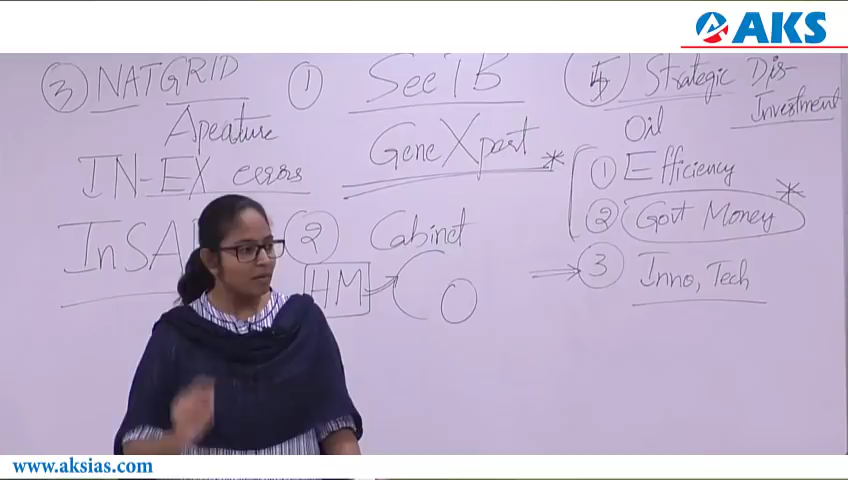 AKS
③ NATGRID
Apeature
IN-EX errors
InSA
① See TB
GeneXpert *
② Cabinet
HM
Strategic Dis-
Investment
Oil
① Efficiency
② Govt Money *
③ Inno, Tech
www.aksias.com